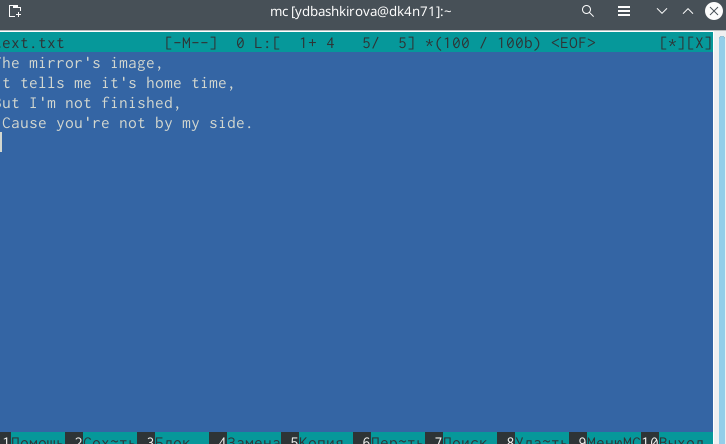 mc [ydbashkirova@dk4n71]:~
ext.txt [-M--] 0 L:[ 1+ 4 5/ 5] *(100 / 100b) <EOF> [*][X]
he mirror's image,
t tells me it's home time,
But I'm not finished,
Cause you're not by my side.
1Помощь 2Сох~ть 3Блок 4Замена 5Копия 6Пер~ть 7Поиск 8Уда~ть 9МенюМС 10Выход